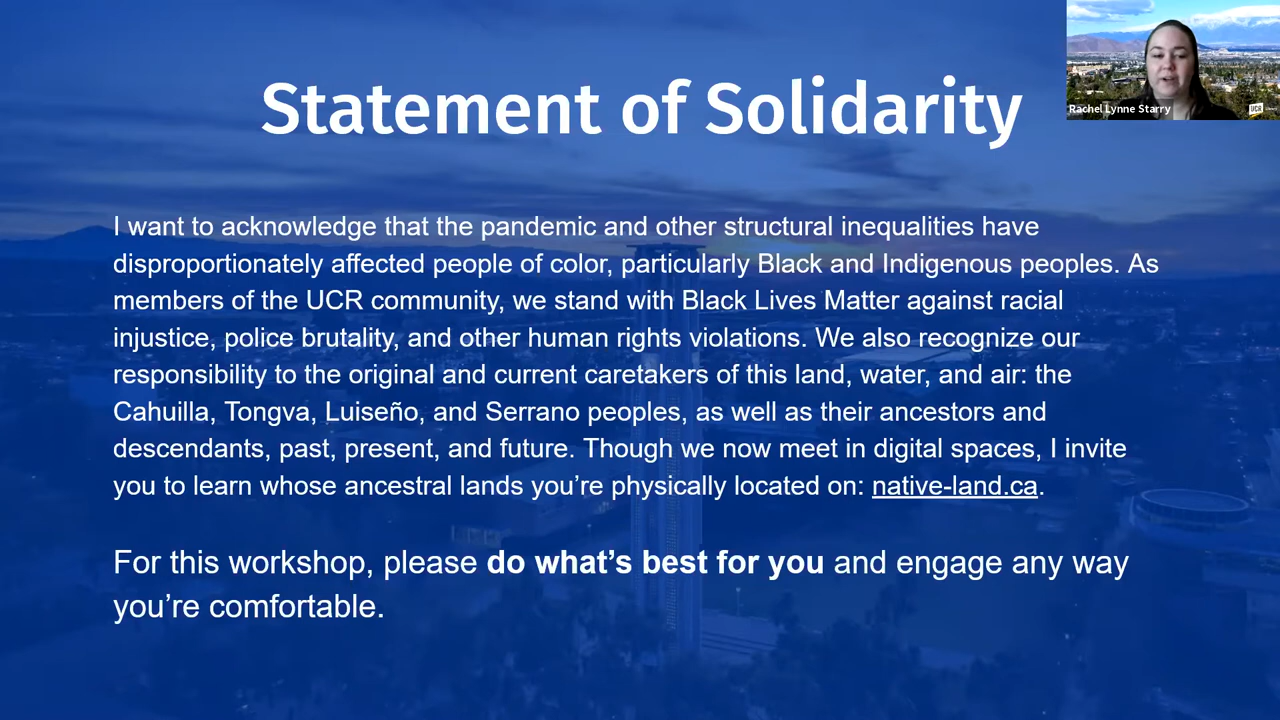 Statement of Solidarity
Rachel Lynne Starry
UCR
I want to acknowledge that the pandemic and other structural inequalities have
disproportionately affected people of color, particularly Black and Indigenous peoples. As
members of the UCR community, we stand with Black Lives Matter against racial
injustice, police brutality, and other human rights violations. We also recognize our
responsibility to the original and current caretakers of this land, water, and air: the
Cahuilla, Tongva, Luiseño, and Serrano peoples, as well as their ancestors and
descendants, past, present, and future. Though we now meet in digital spaces, I invite
you to learn whose ancestral lands you’re physically located on: native-land.ca.
For this workshop, please do what’s best for you and engage any way
you’re comfortable.